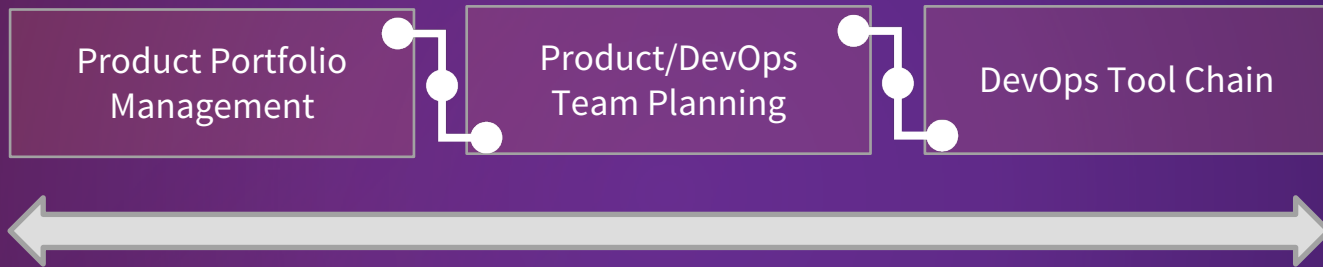 Product Portfolio
Management
Product/DevOps
Team Planning
DevOps Tool Chain